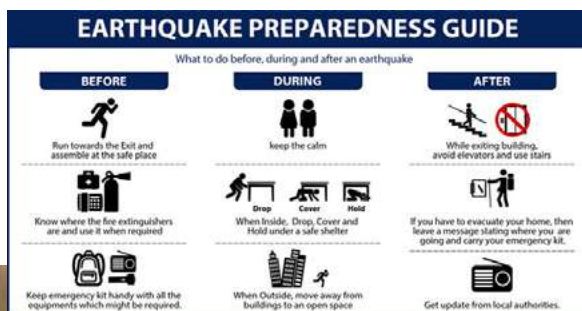 EARTHQUAKE PREPAREDNESS GUIDE
What to do before, during and after an earthquake
BEFORE
Run towards the Exit and
assemble at the safe place
Know where the fire extinguishers
are and use it when required
Keep emergency kit handy with all the
equipments which might be required.
DURING
keep the calm
Drop Cover Hold
When Inside, Drop, Cover and
Hold under a safe shelter
When Outside, move away from
buildings to an open space
AFTER
While exiting building,
avoid elevators and use stairs
If you have to evacuate your home, then
leave a message stating where you are
going and carry your emergency kit.
Get update from local authorities.